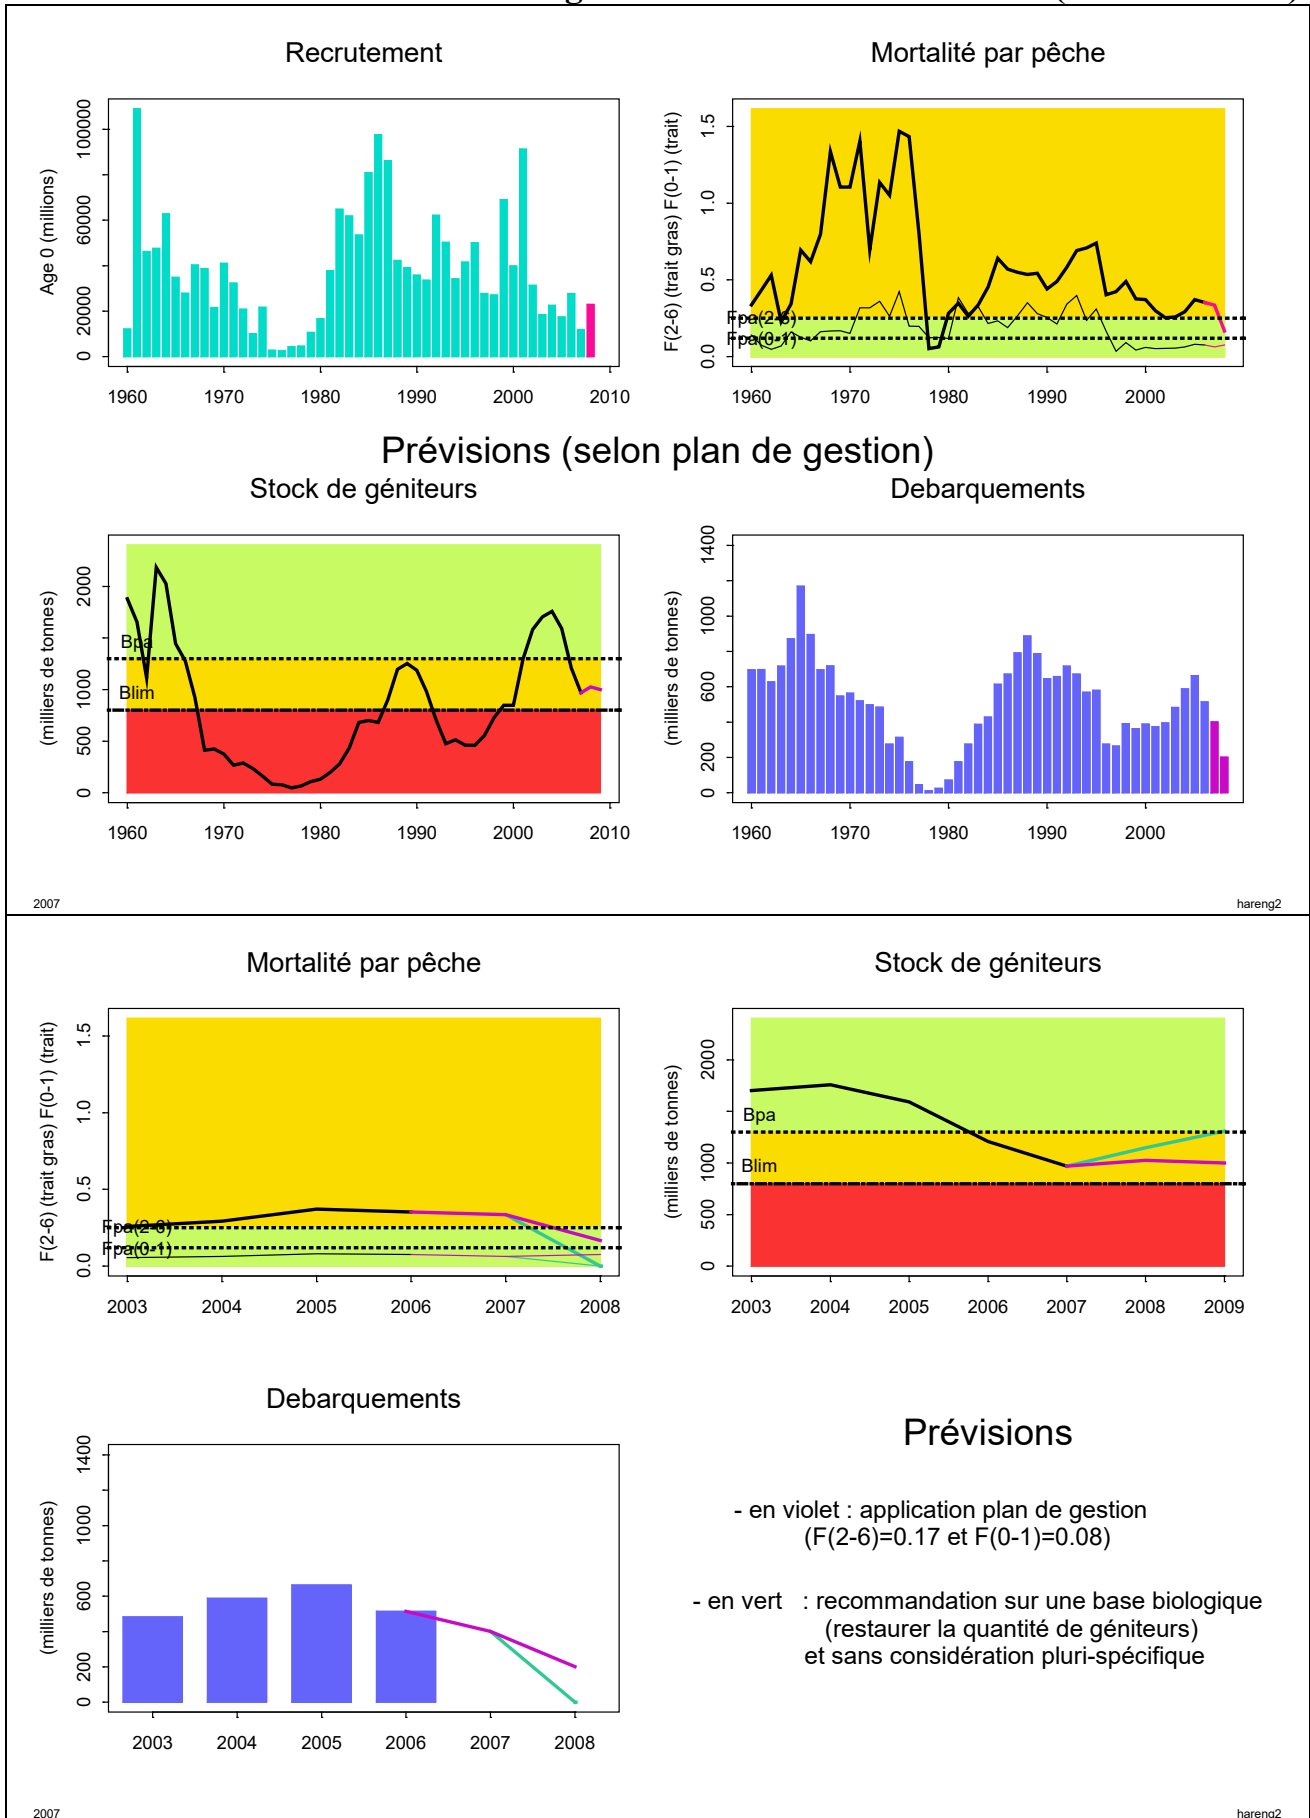 Recrutement
Age 0 (millions)
0 20000 60000 100000
1960 1970 1980 1990 2000 2010
Mortalité par pêche
F(2-6) (trait gras) F(0-1) (trait)
0.0 0.5 1.0 1.5
Fpa(2-6)
Fpa(0-1)
1960 1970 1980 1990 2000
Prévisions (selon plan de gestion)
Stock de géniteurs
(milliers de tonnes)
0 500 1000 2000
Bpa
Blim
1960 1970 1980 1990 2000 2010
Debarquements
(milliers de tonnes)
0 200 600 1000 1400
1960 1970 1980 1990 2000
2007
hareng2
Mortalité par pêche
F(2-6) (trait gras) F(0-1) (trait)
0.0 0.5 1.0 1.5
Fpa(2-6)
Fpa(0-1)
2003 2004 2005 2006 2007 2008
Stock de géniteurs
(milliers de tonnes)
0 500 1000 2000
Bpa
Blim
2003 2004 2005 2006 2007 2008 2009
Debarquements
(milliers de tonnes)
0 200 600 1000 1400
2003 2004 2005 2006 2007 2008
Prévisions
- en violet : application plan de gestion
(F(2-6)=0.17 et F(0-1)=0.08)
- en vert : recommandation sur une base biologique
(restaurer la quantité de géniteurs)
et sans considération pluri-spécifique
2007
hareng2